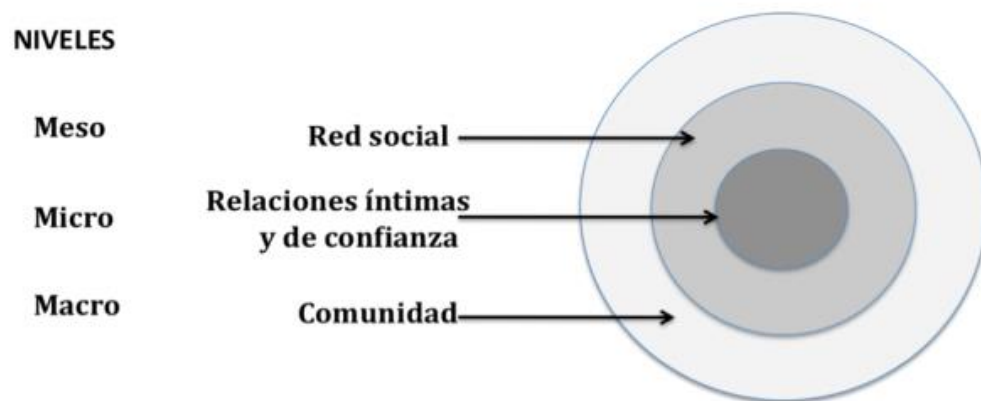 NIVELES
Meso
Red social
Micro
Relaciones íntimas
y de confianza
Macro
Comunidad